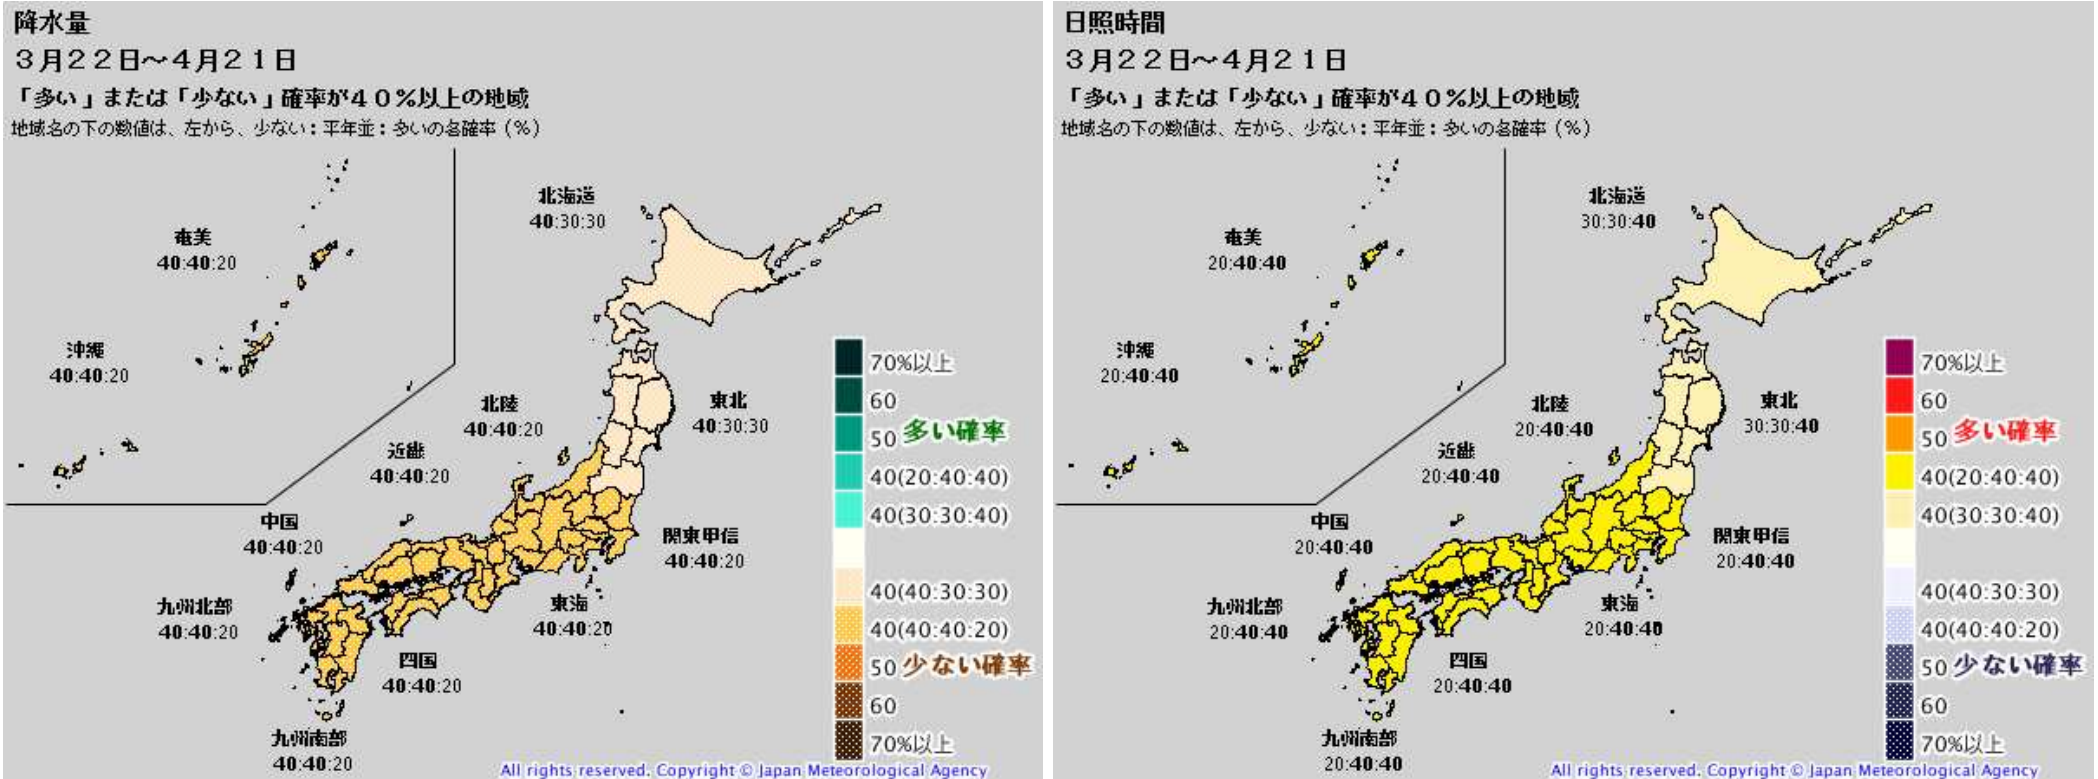 降水量
３月２２日～４月２１日
「多い」または「少ない」確率が４０％以上の地域
地域名の下の数値は、左から、少ない：平年並：多いの各確率（％）
北海道
40:30:30
奄美
40:40:20
沖縄
40:40:20
北陸
40:40:20
東北
40:30:30
近畿
40:40:20
中国
40:40:20
関東甲信
40:40:20
九州北部
40:40:20
東海
40:40:20
四国
40:40:20
九州南部
40:40:20
70%以上
60
50 多い確率
40(20:40:40)
40(30:30:40)
40(40:30:30)
40(40:40:20)
50 少ない確率
60
70%以上
All rights reserved. Copyright © Japan Meteorological Agency
日照時間
３月２２日～４月２１日
「多い」または「少ない」確率が４０％以上の地域
地域名の下の数値は、左から、少ない：平年並：多いの各確率（％）
北海道
30:30:40
奄美
20:40:40
沖縄
20:40:40
北陸
20:40:40
東北
30:30:40
近畿
20:40:40
中国
20:40:40
関東甲信
20:40:40
九州北部
20:40:40
東海
20:40:40
四国
20:40:40
九州南部
20:40:40
70%以上
60
50 多い確率
40(20:40:40)
40(30:30:40)
40(40:30:30)
40(40:40:20)
50 少ない確率
60
70%以上
All rights reserved. Copyright © Japan Meteorological Agency